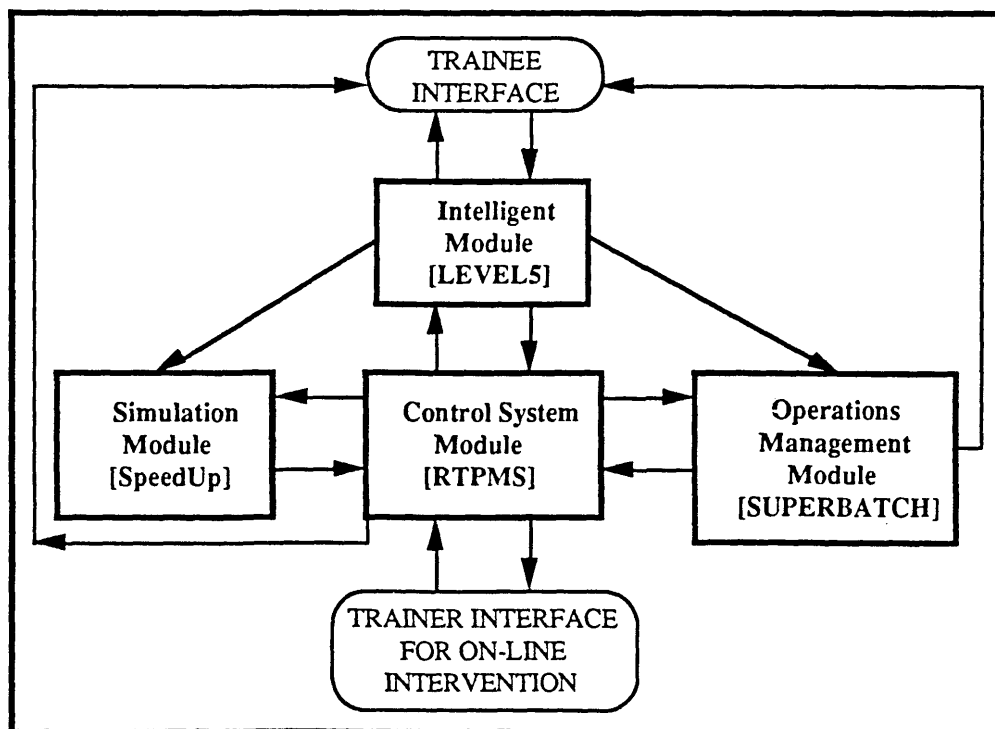 TRAINEE
INTERFACE
Intelligent
Module
[LEVEL5]
Simulation
Module
[SpeedUp]
Control System
Module
[RTPMS]
Operations
Management
Module
[SUPERBATCH]
TRAINER INTERFACE
FOR ON-LINE
INTERVENTION